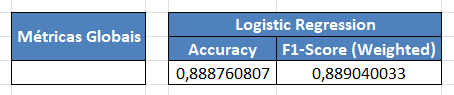 Métricas Globais
Logistic Regression
Accuracy F1-Score (Weighted)
0,888760807 0,889040033